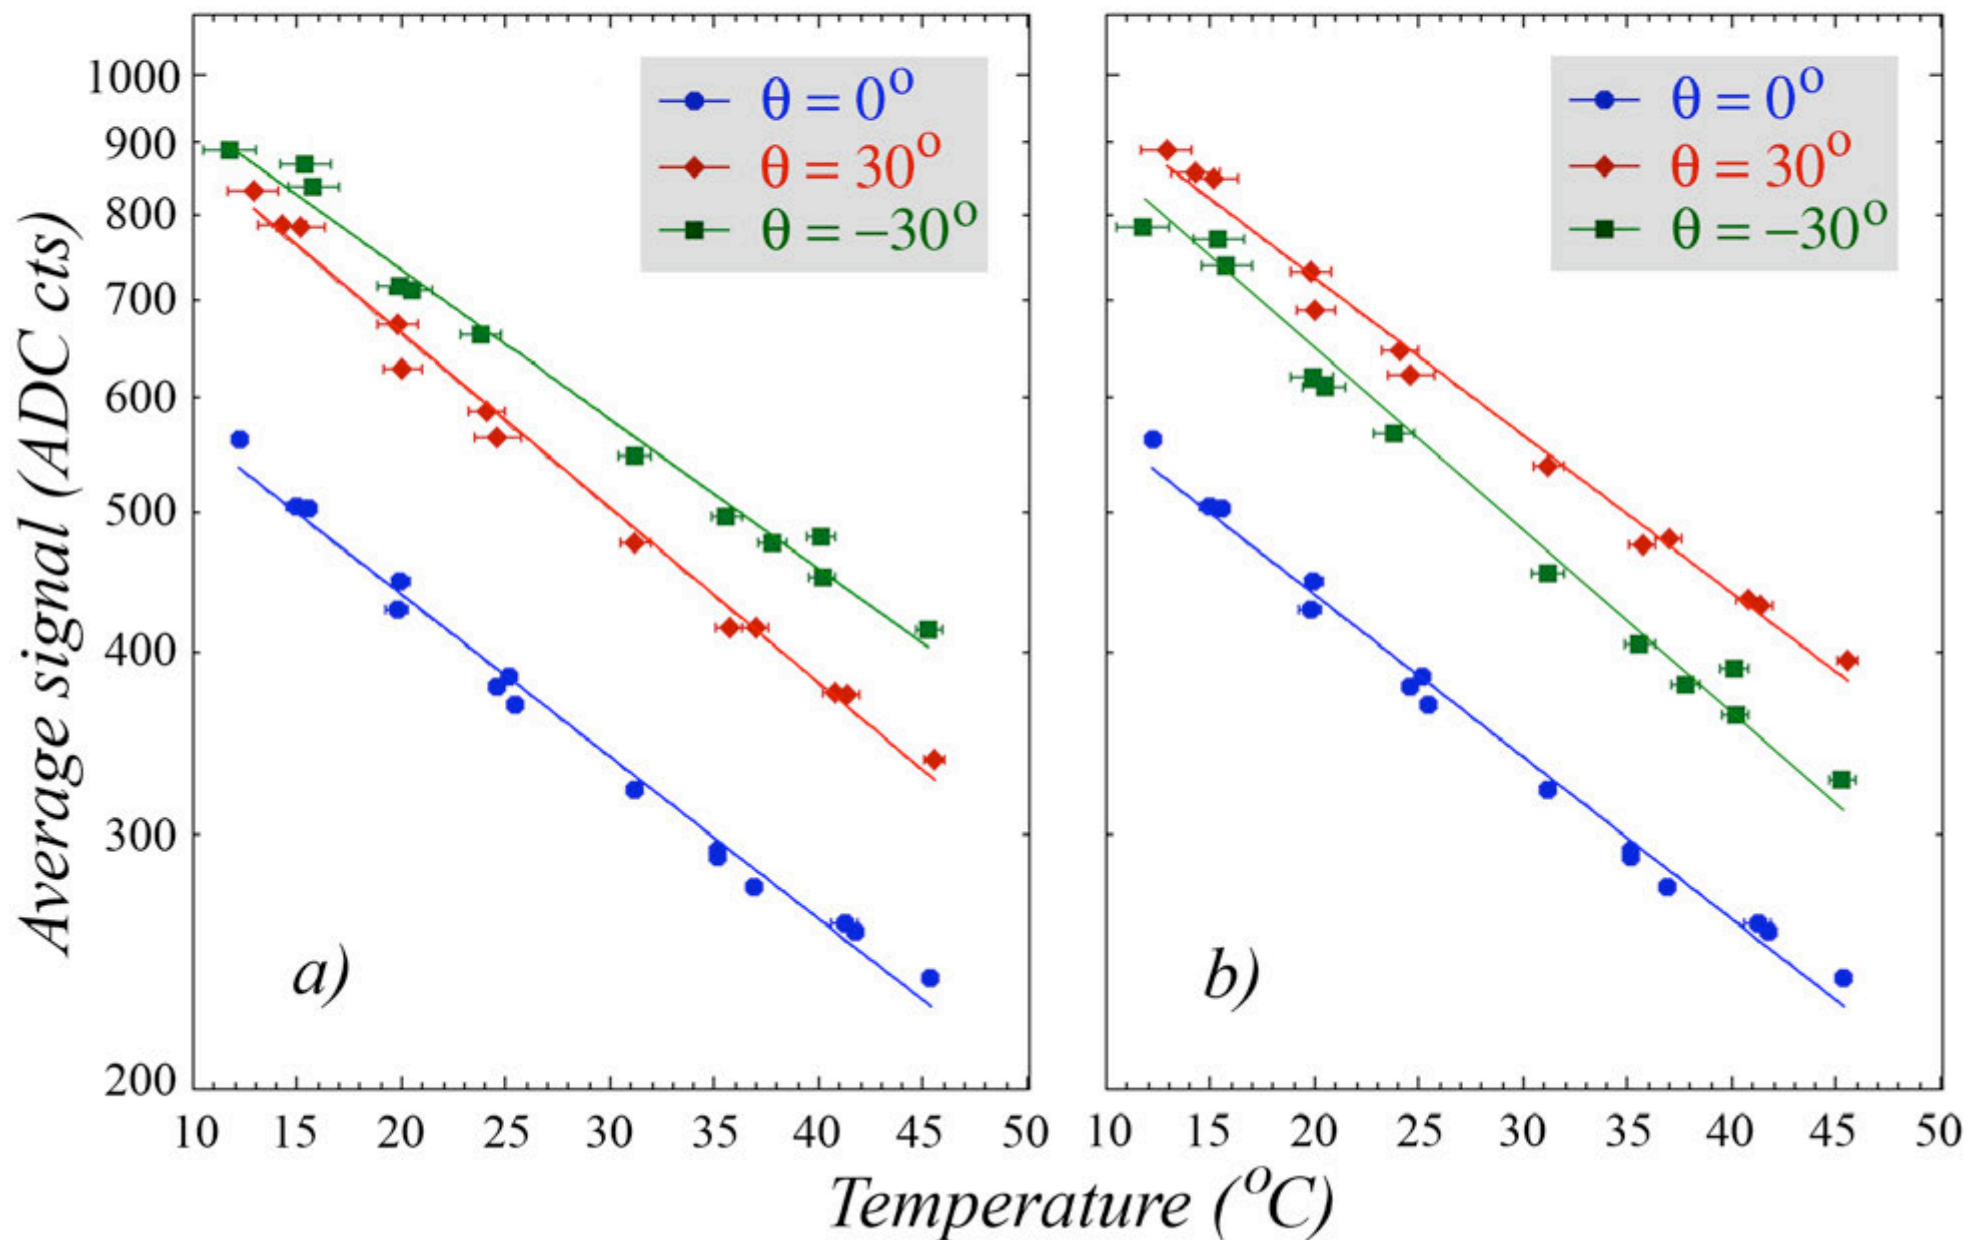 1000
900
800
700
600
500
400
300
200
Average signal (ADC cts)
θ = 0°
θ = 30°
θ = −30°
a)
10 15 20 25 30 35 40 45 50
θ = 0°
θ = 30°
θ = −30°
b)
10 15 20 25 30 35 40 45 50
Temperature (°C)